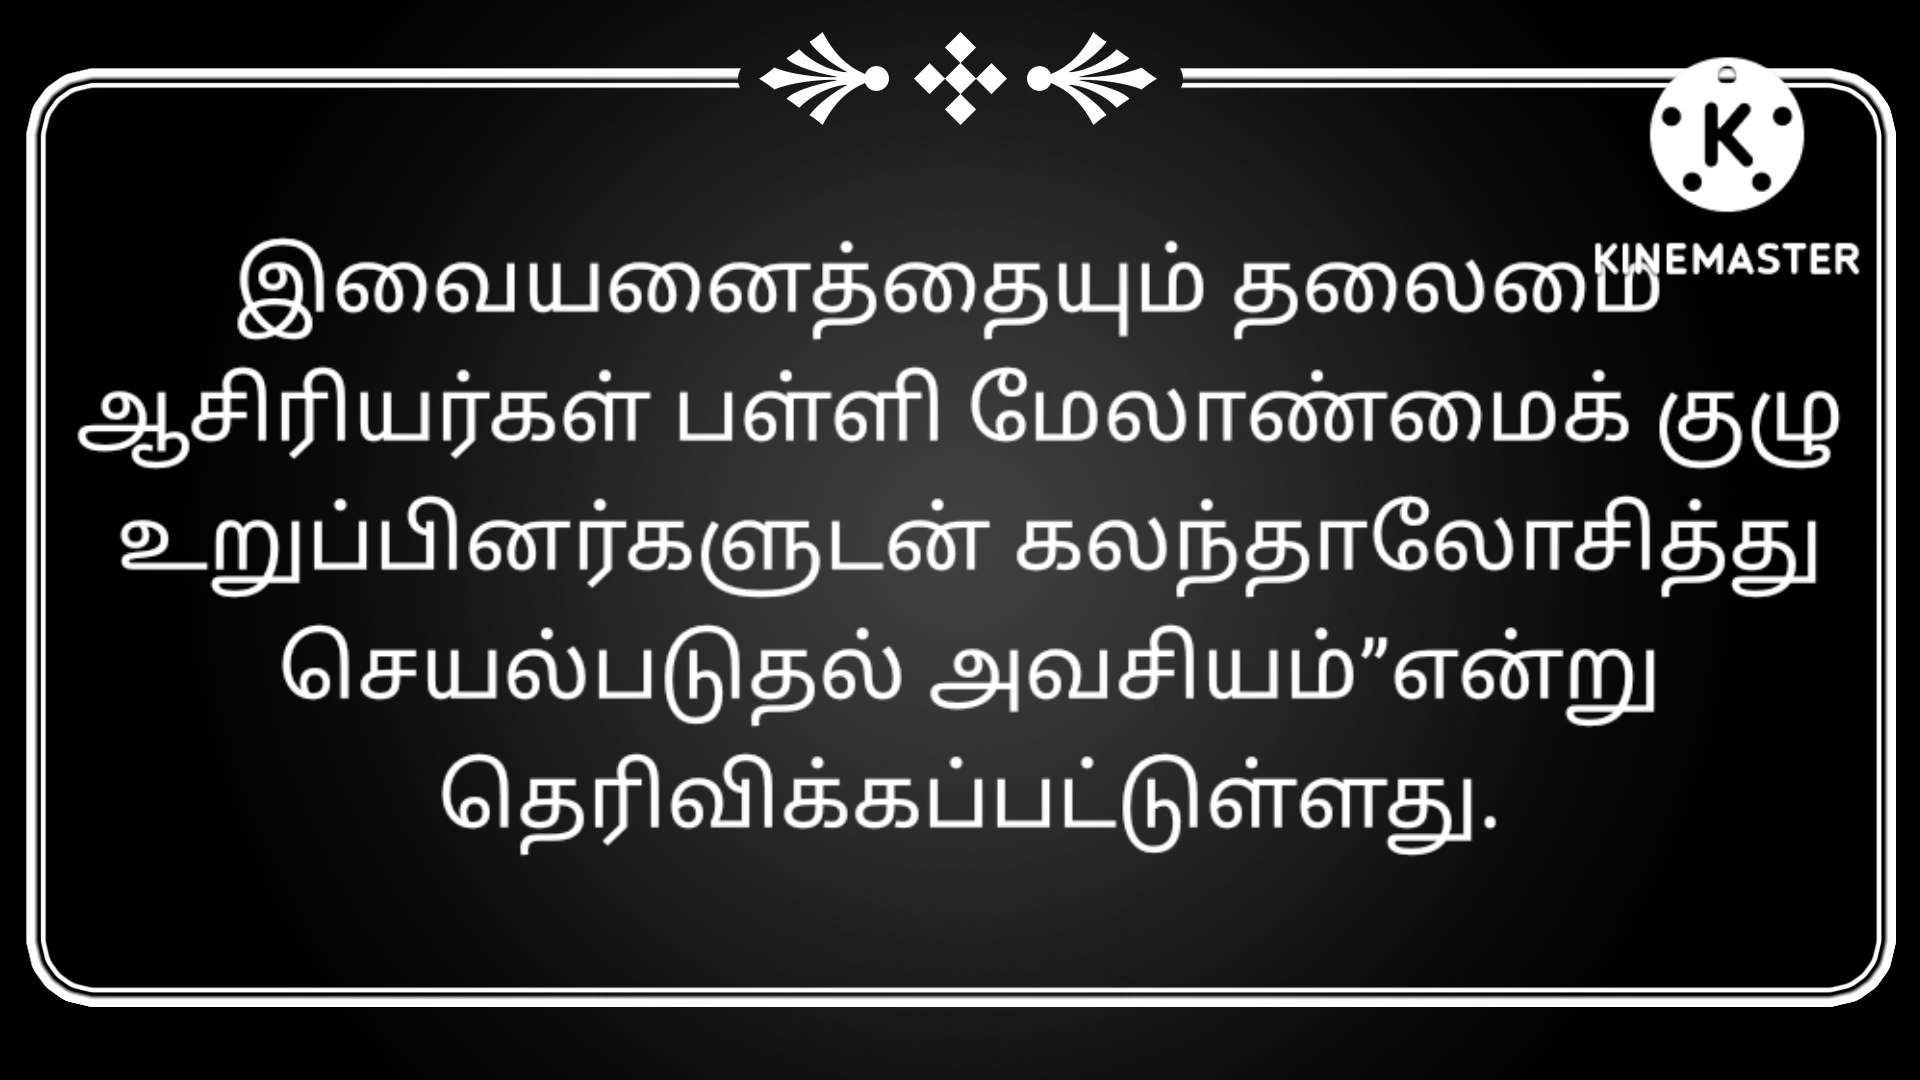 KINEMASTER
இவையனைத்தையும் தலைமை
ஆசிரியர்கள் பள்ளி மேலாண்மைக் குழு
உறுப்பினர்களுடன் கலந்தாலோசித்து
செயல்படுதல் அவசியம்”என்று
தெரிவிக்கப்பட்டுள்ளது.